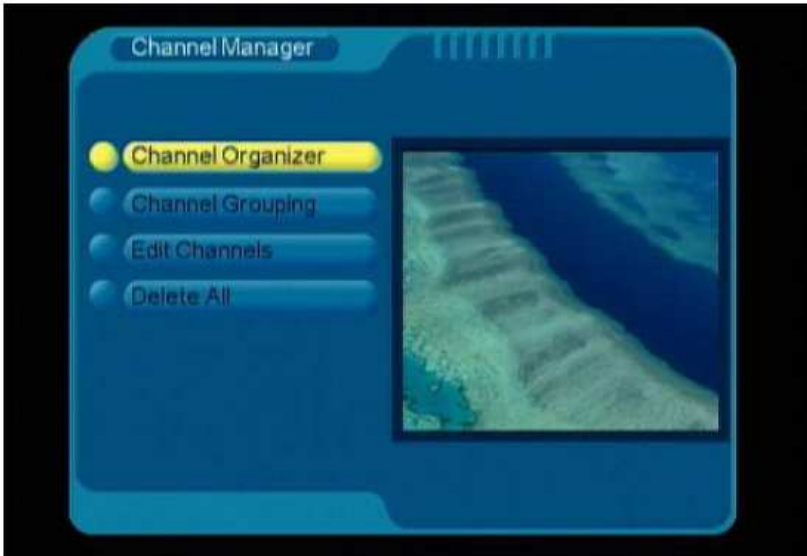 Channel Manager
Channel Organizer
Channel Grouping
Edit Channels
Delete All